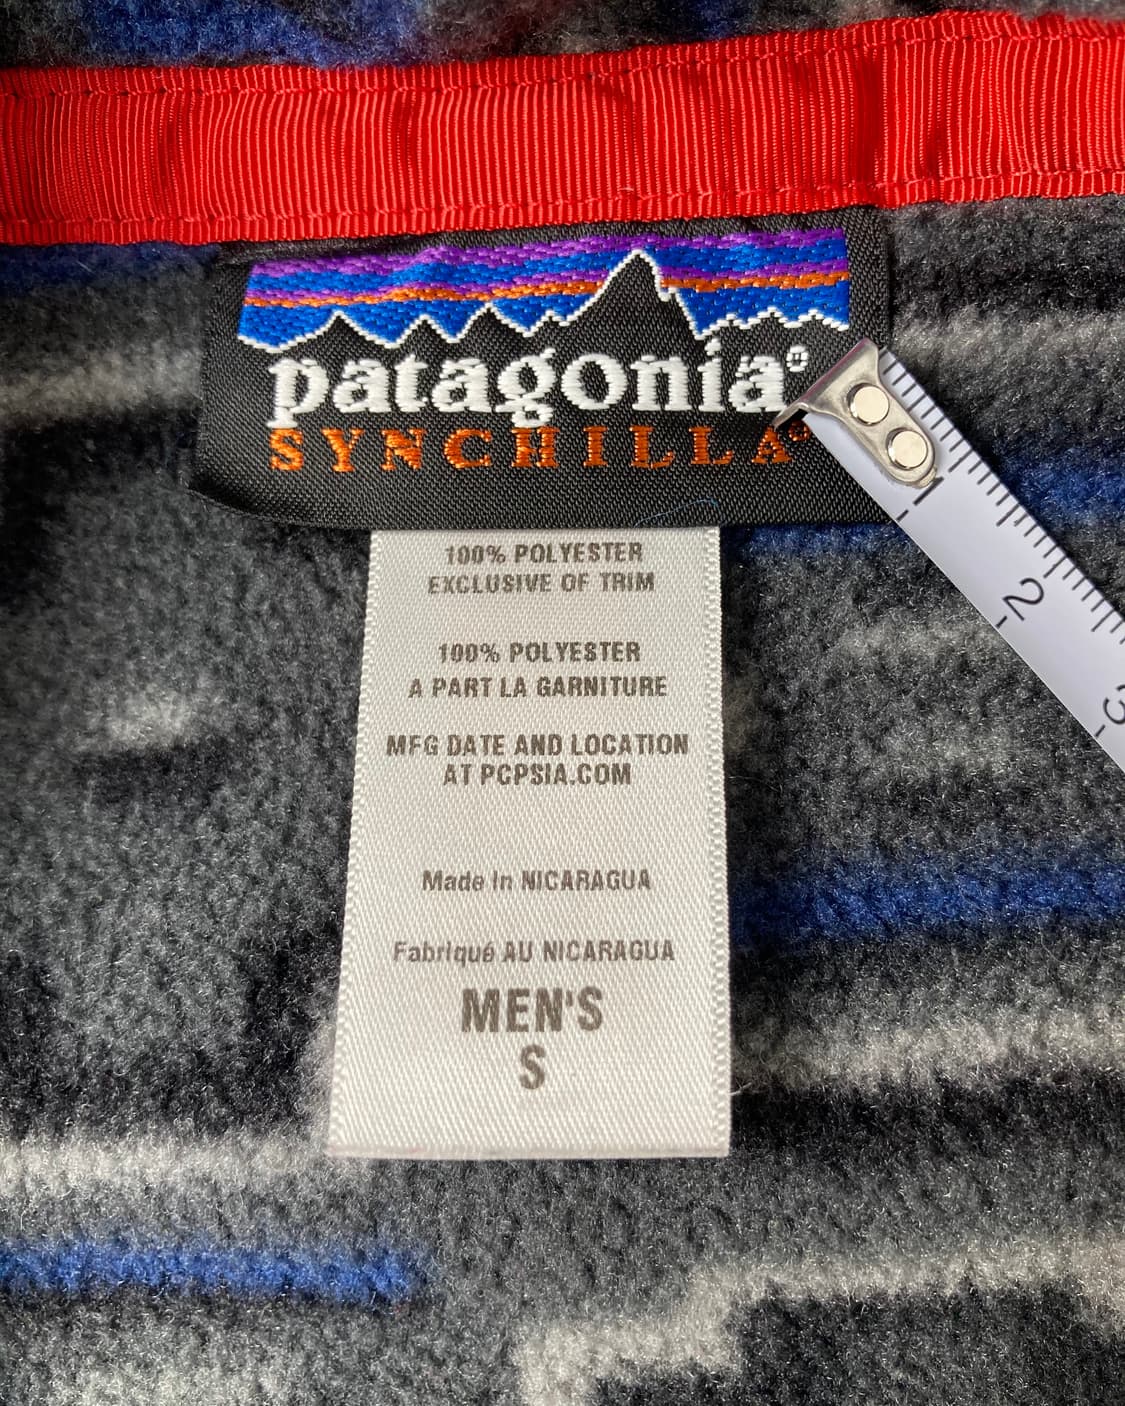 patagonia®
SYNCHILLA®
100% POLYESTER
EXCLUSIVE OF TRIM
100% POLYESTER
A PART LA GARNITURE
MFG DATE AND LOCATION
AT PCPSIA.COM
Made In NICARAGUA
Fabriqué AU NICARAGUA
MEN'S
S
1
2
3